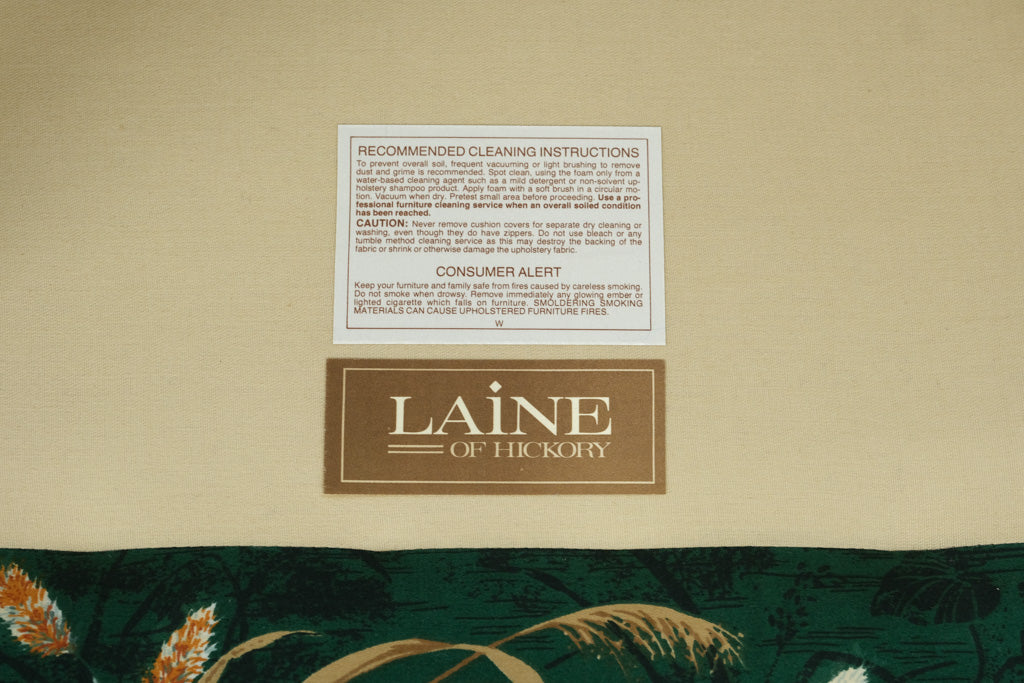 RECOMMENDED CLEANING INSTRUCTIONS
To prevent overall soil, frequent vacuuming or light brushing to remove
dust and grime is recommended. Spot clean, using the foam only from a
water-based cleaning agent such as a mild detergent or non-solvent up-
holstery shampoo product. Apply foam with a soft brush in a circular mo-
tion. Vacuum when dry. Pretest small area before proceeding. Use a pro-
fessional furniture cleaning service when an overall soiled condition
has been reached.
CAUTION: Never remove cushion covers for separate dry cleaning or
washing, even though they do have zippers. Do not use bleach or any
tumble method cleaning service as this may destroy the backing of the
fabric or shrink or otherwise damage the upholstery fabric.
CONSUMER ALERT
Keep your furniture and family safe from fires caused by careless smoking.
Do not smoke when drowsy. Remove immediately any glowing ember or
lighted cigarette which falls on furniture. SMOLDERING SMOKING
MATERIALS CAN CAUSE UPHOLSTERED FURNITURE FIRES.
W
LAiNE
OF HICKORY